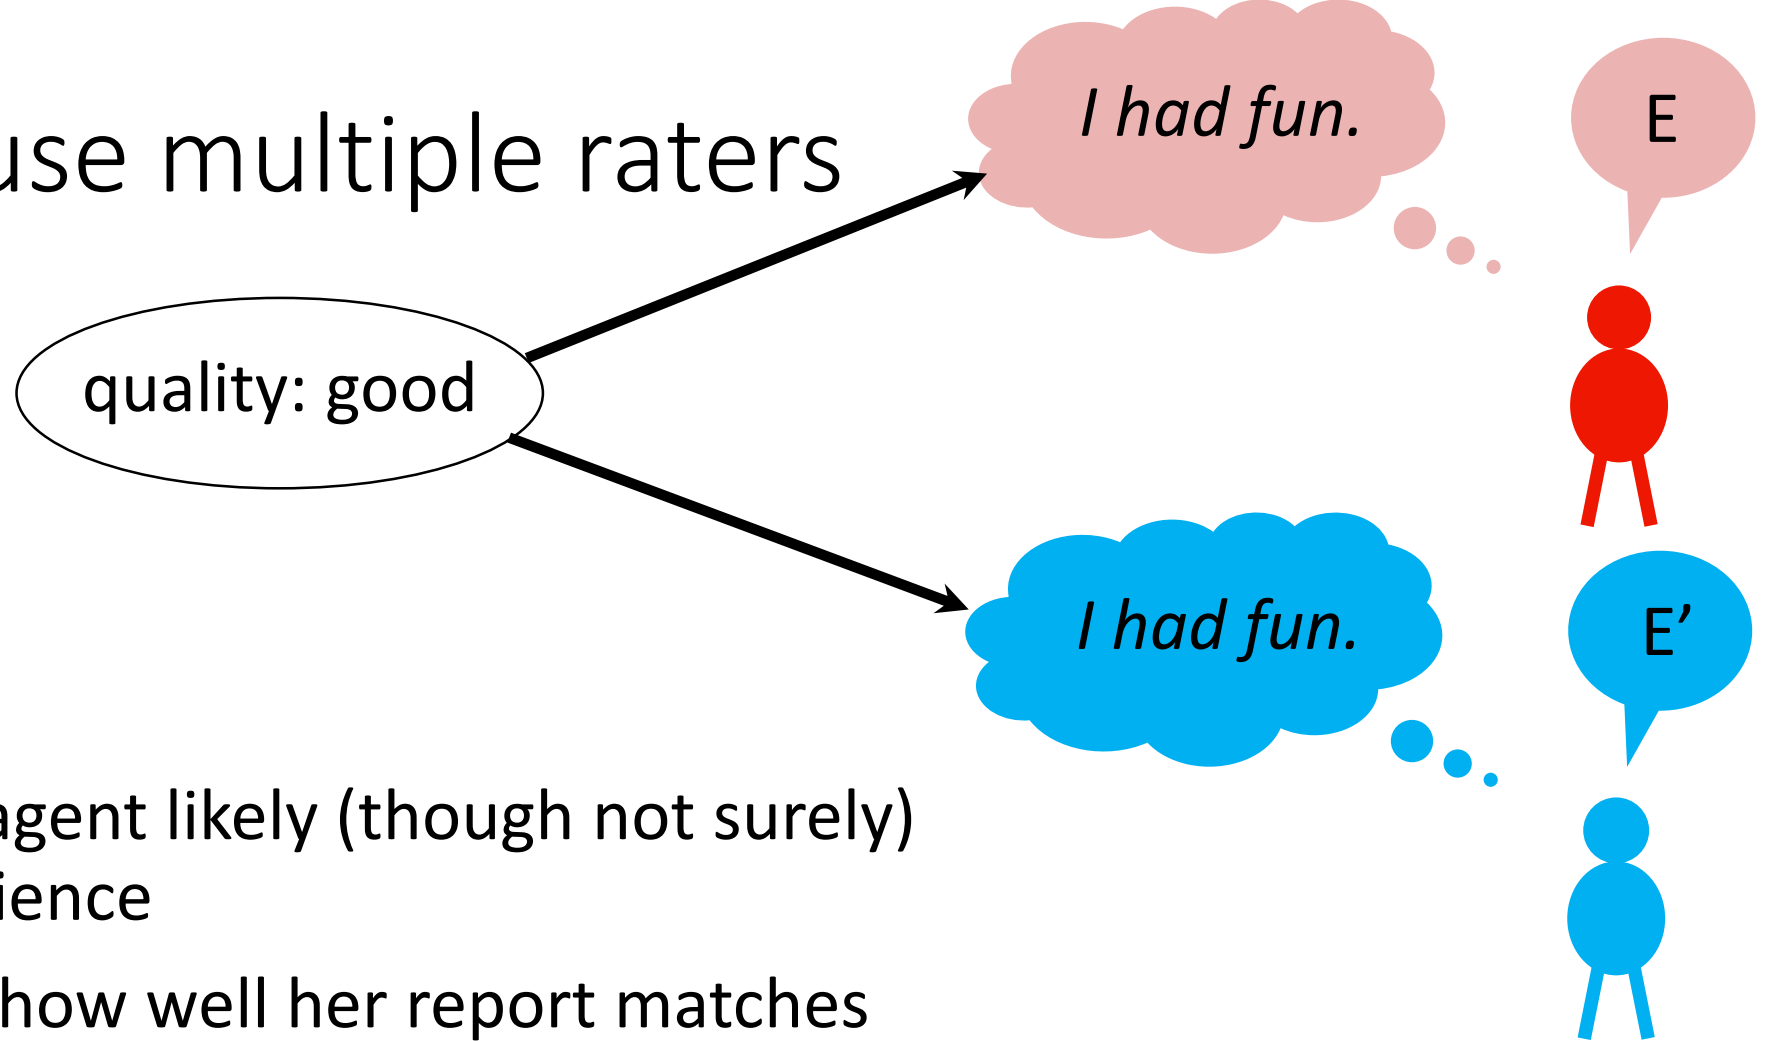 I had fun.
E
use multiple raters
quality: good
I had fun.
E’
agent likely (though not surely)
ience
how well her report matches